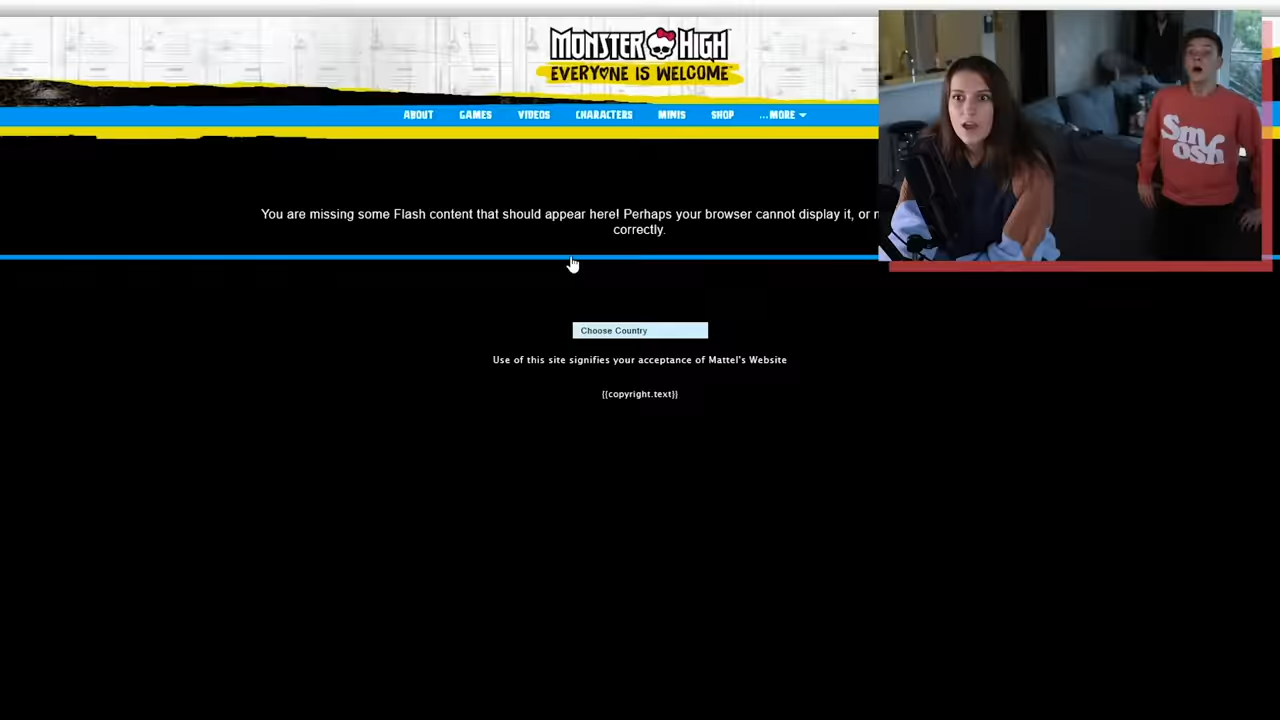 MONSTER HIGH
EVERYONE IS WELCOME
ABOUT GAMES VIDEOS CHARACTERS MINIS SHOP ...MORE
You are missing some Flash content that should appear here! Perhaps your browser cannot display it, or
correctly.
Smosh
Choose Country
Use of this site signifies your acceptance of Mattel's Website
{{copyright.text}}